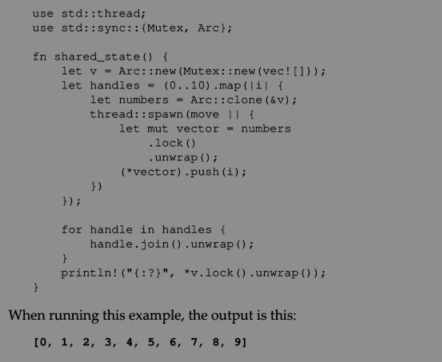 use std::thread;
use std::sync::{Mutex, Arc};
fn shared_state() {
let v = Arc::new(Mutex::new(vec![]));
let handles = (0..10).map(|i| {
let numbers = Arc::clone(&v);
thread::spawn(move || {
let mut vector = numbers
.lock()
.unwrap();
(*vector).push(i);
})
});
for handle in handles {
handle.join().unwrap();
}
println!("{:?}", *v.lock().unwrap());
}
When running this example, the output is this:
[0, 1, 2, 3, 4, 5, 6, 7, 8, 9]